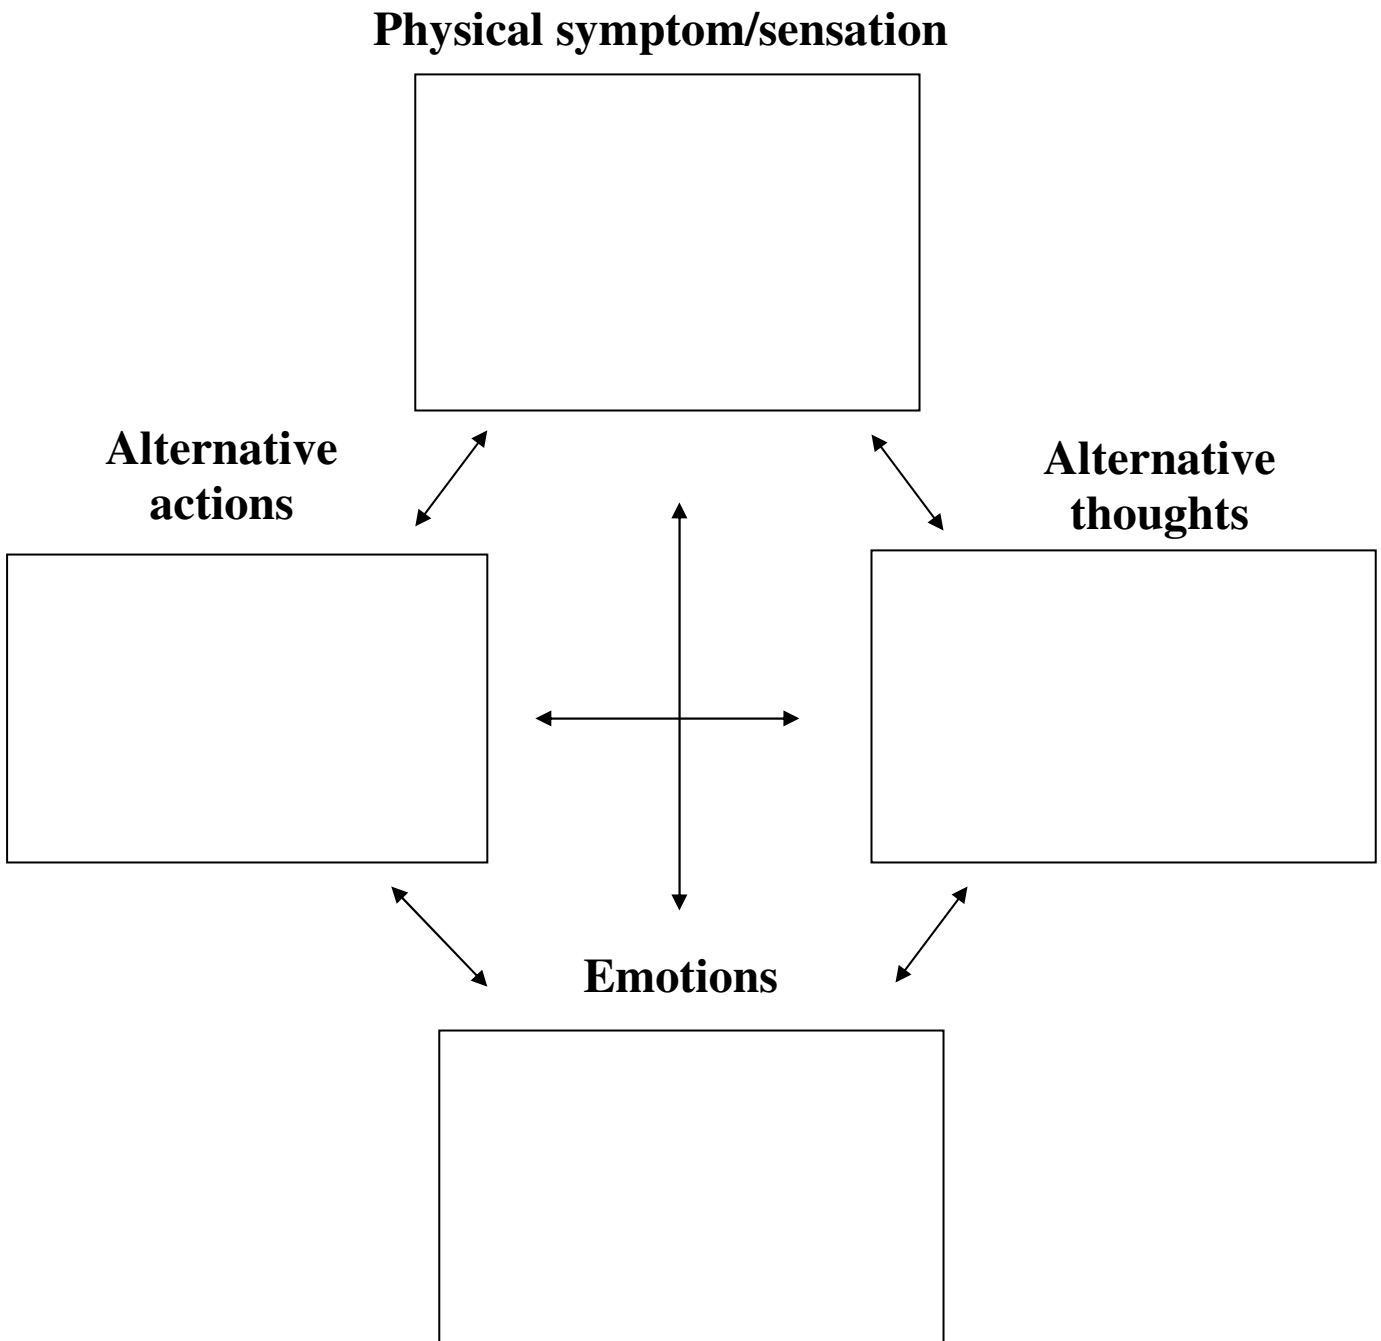 Physical symptom/sensation
Alternative
actions
Alternative
thoughts
Emotions